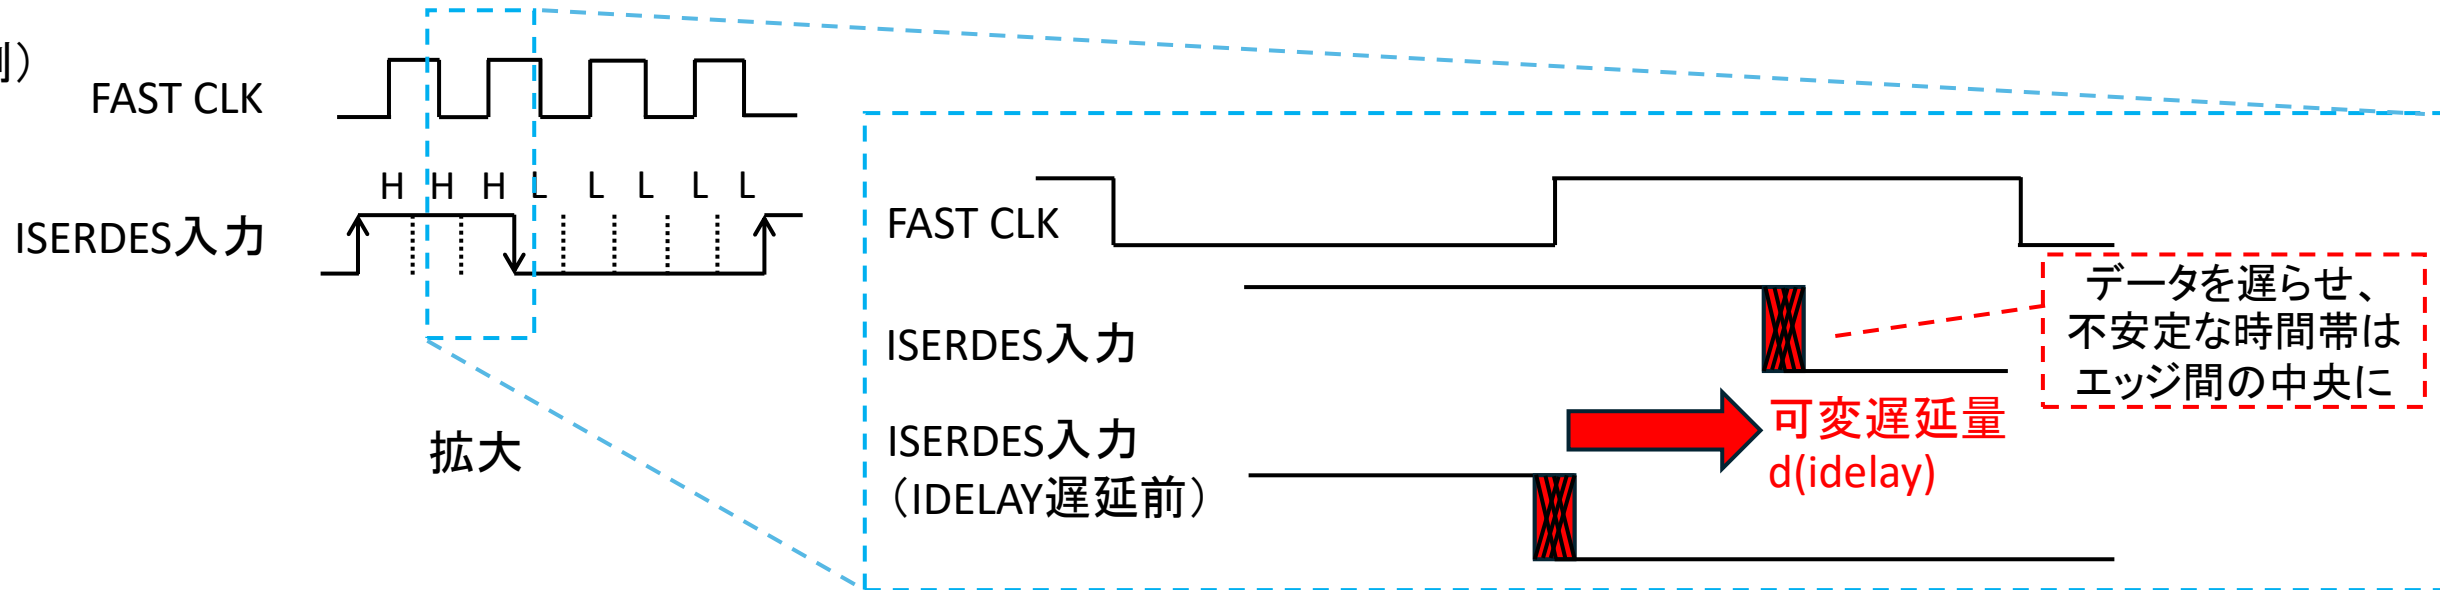 例）
FAST CLK
H H H L L L L L
ISERDES入力
拡大
FAST CLK
ISERDES入力
ISERDES入力
（IDELAY遅延前）
データを遅らせ、
不安定な時間帯は
エッジ間の中央に
可変遅延量
d(idelay)